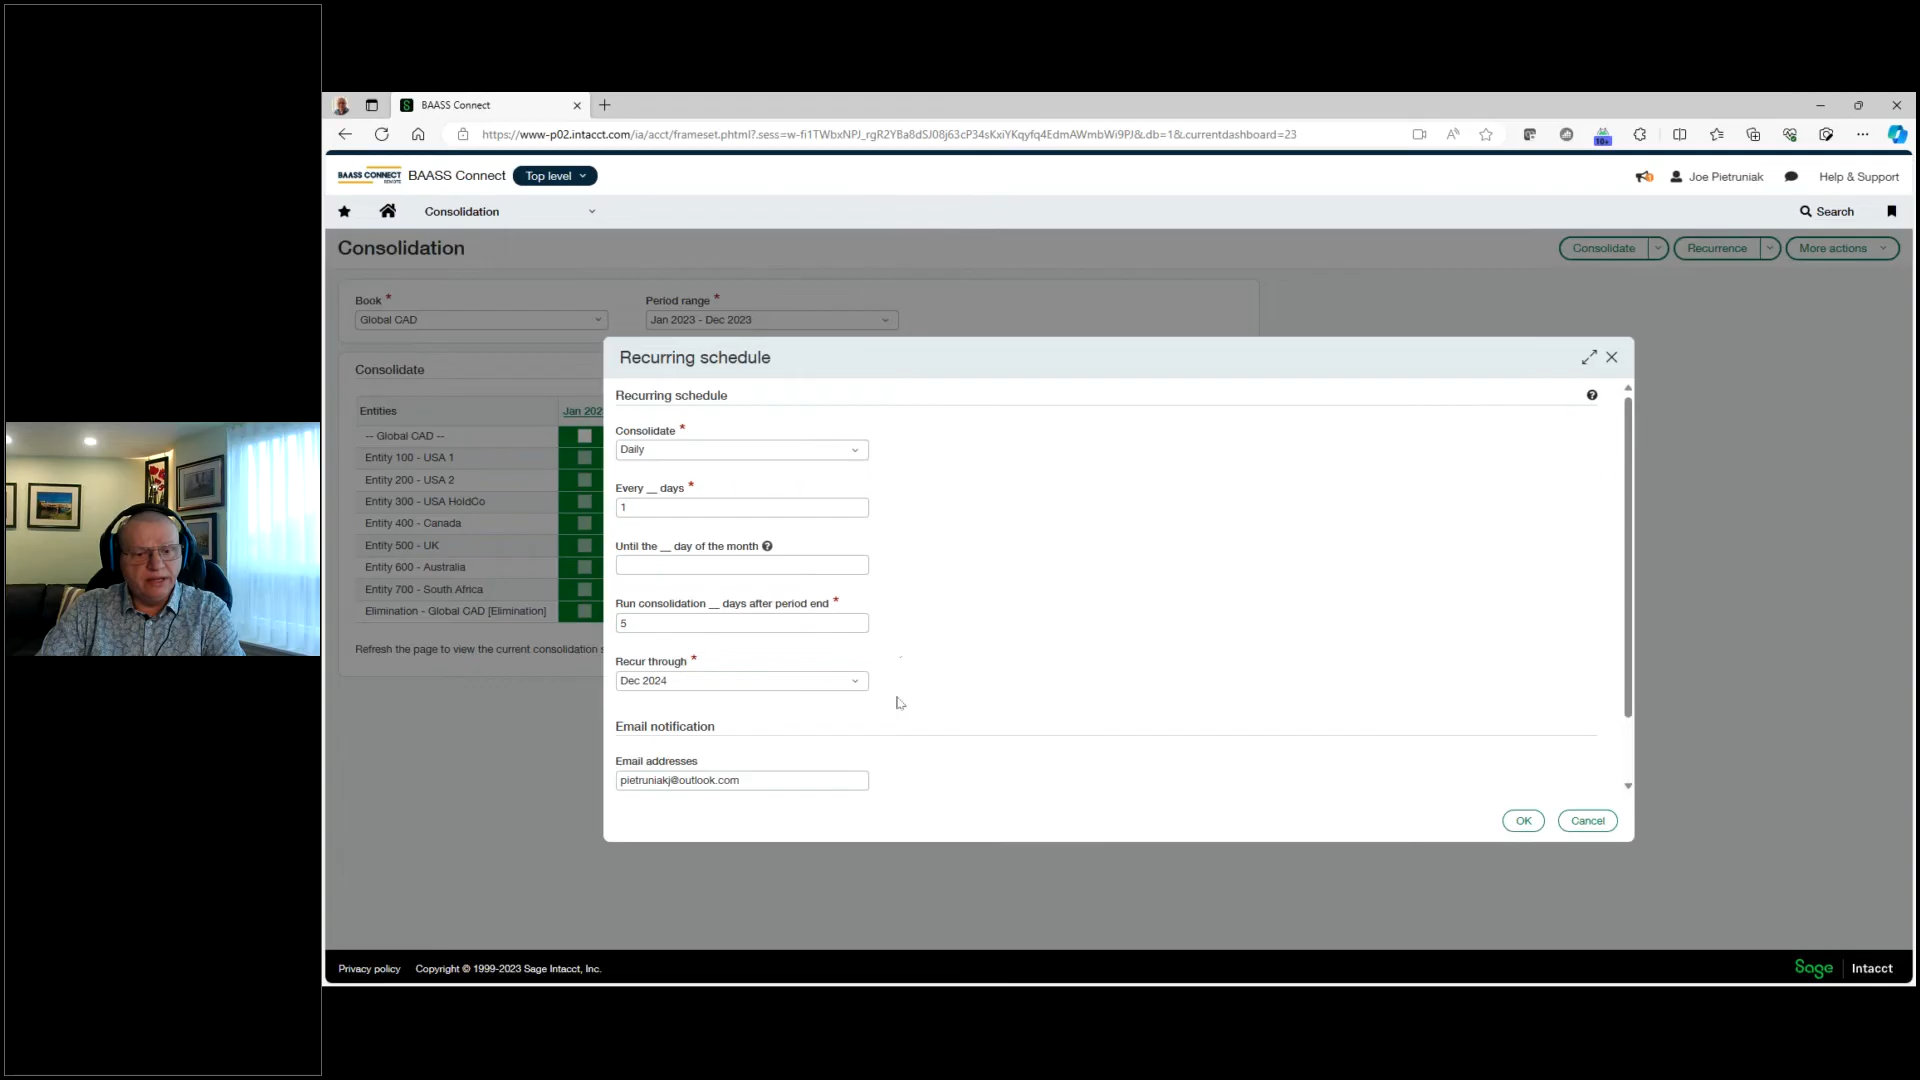 BAASS Connect
https://www-p02.intacct.com/ia/acct/frameset.phtml?.sess=w-fi1TWbxNPJ_rgR2YBa8dSJ08j63cP34sKxiYKqyfq4EdmAWmbWi9PJ&.db=1&.currentdashboard=23
10+
BAASS CONNECT
BAASS Connect
Top level
Joe Pietruniak
Help & Support
Consolidation
Search
Consolidation
Consolidate
Recurrence
More actions
Book *
Period range *
Global CAD
Jan 2023 - Dec 2023
Consolidate
Entities
Jan 202
-- Global CAD --
Entity 100 - USA 1
Entity 200 - USA 2
Entity 300 - USA HoldCo
Entity 400 - Canada
Entity 500 - UK
Entity 600 - Australia
Entity 700 - South Africa
Elimination - Global CAD [Elimination]
Refresh the page to view the current consolidation s
Recurring schedule
Recurring schedule
Consolidate *
Daily
Every __ days *
1
Until the __ day of the month
Run consolidation __ days after period end *
5
Recur through *
Dec 2024
Email notification
Email addresses
pietruniakj@outlook.com
OK
Cancel
Privacy policy
Copyright © 1999-2023 Sage Intacct, Inc.
Sage
Intacct